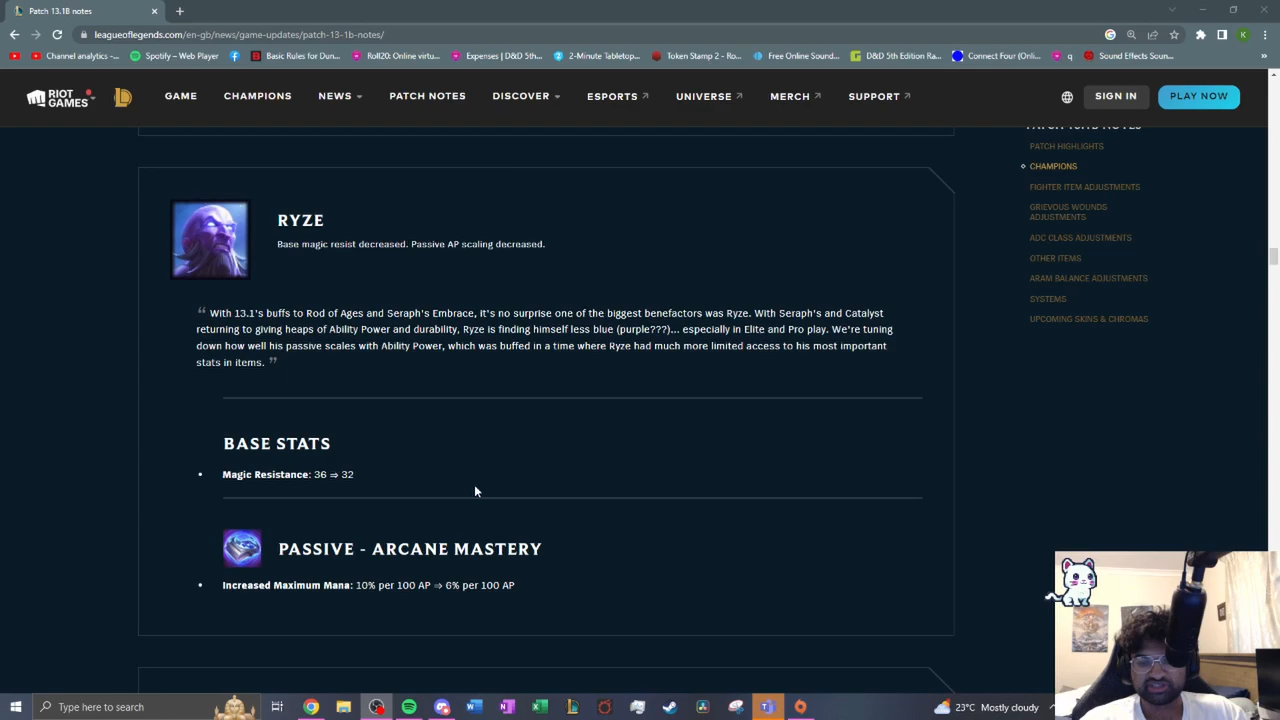 Patch 13.1B Notes
leagueoflegends.com/en-gb/news/game-updates/patch-13-1b-notes/
Channel analytics -...
Spotify – Web Player
Basic Rules for Dun...
Roll20: Online virtu...
Expenses | D&D 5th...
2-Minute Tabletop...
Token Stamp 2 - Ro...
Free Online Sound...
D&D 5th Edition Ra...
Connect Four (Onli...
q
Sound Effects Soun...
»
RIOT GAMES
GAME
CHAMPIONS
NEWS
PATCH NOTES
DISCOVER
ESPORTS
UNIVERSE
MERCH
SUPPORT
SIGN IN
PLAY NOW
PATCH 13.1B NOTES
PATCH HIGHLIGHTS
CHAMPIONS
FIGHTER ITEM ADJUSTMENTS
GRIEVOUS WOUNDS
ADJUSTMENTS
ADC CLASS ADJUSTMENTS
OTHER ITEMS
ARAM BALANCE ADJUSTMENTS
SYSTEMS
UPCOMING SKINS & CHROMAS
RYZE
Base magic resist decreased. Passive AP scaling decreased.
“ With 13.1's buffs to Rod of Ages and Seraph's Embrace, it's no surprise one of the biggest benefactors was Ryze. With Seraph's and Catalyst
returning to giving heaps of Ability Power and durability, Ryze is finding himself less blue (purple???)... especially in Elite and Pro play. We're tuning
down how well his passive scales with Ability Power, which was buffed in a time where Ryze had much more limited access to his most important
stats in items. ”
BASE STATS
• Magic Resistance: 36 ⇒ 32
PASSIVE - ARCANE MASTERY
• Increased Maximum Mana: 10% per 100 AP ⇒ 6% per 100 AP
Type here to search
23°C Mostly cloudy